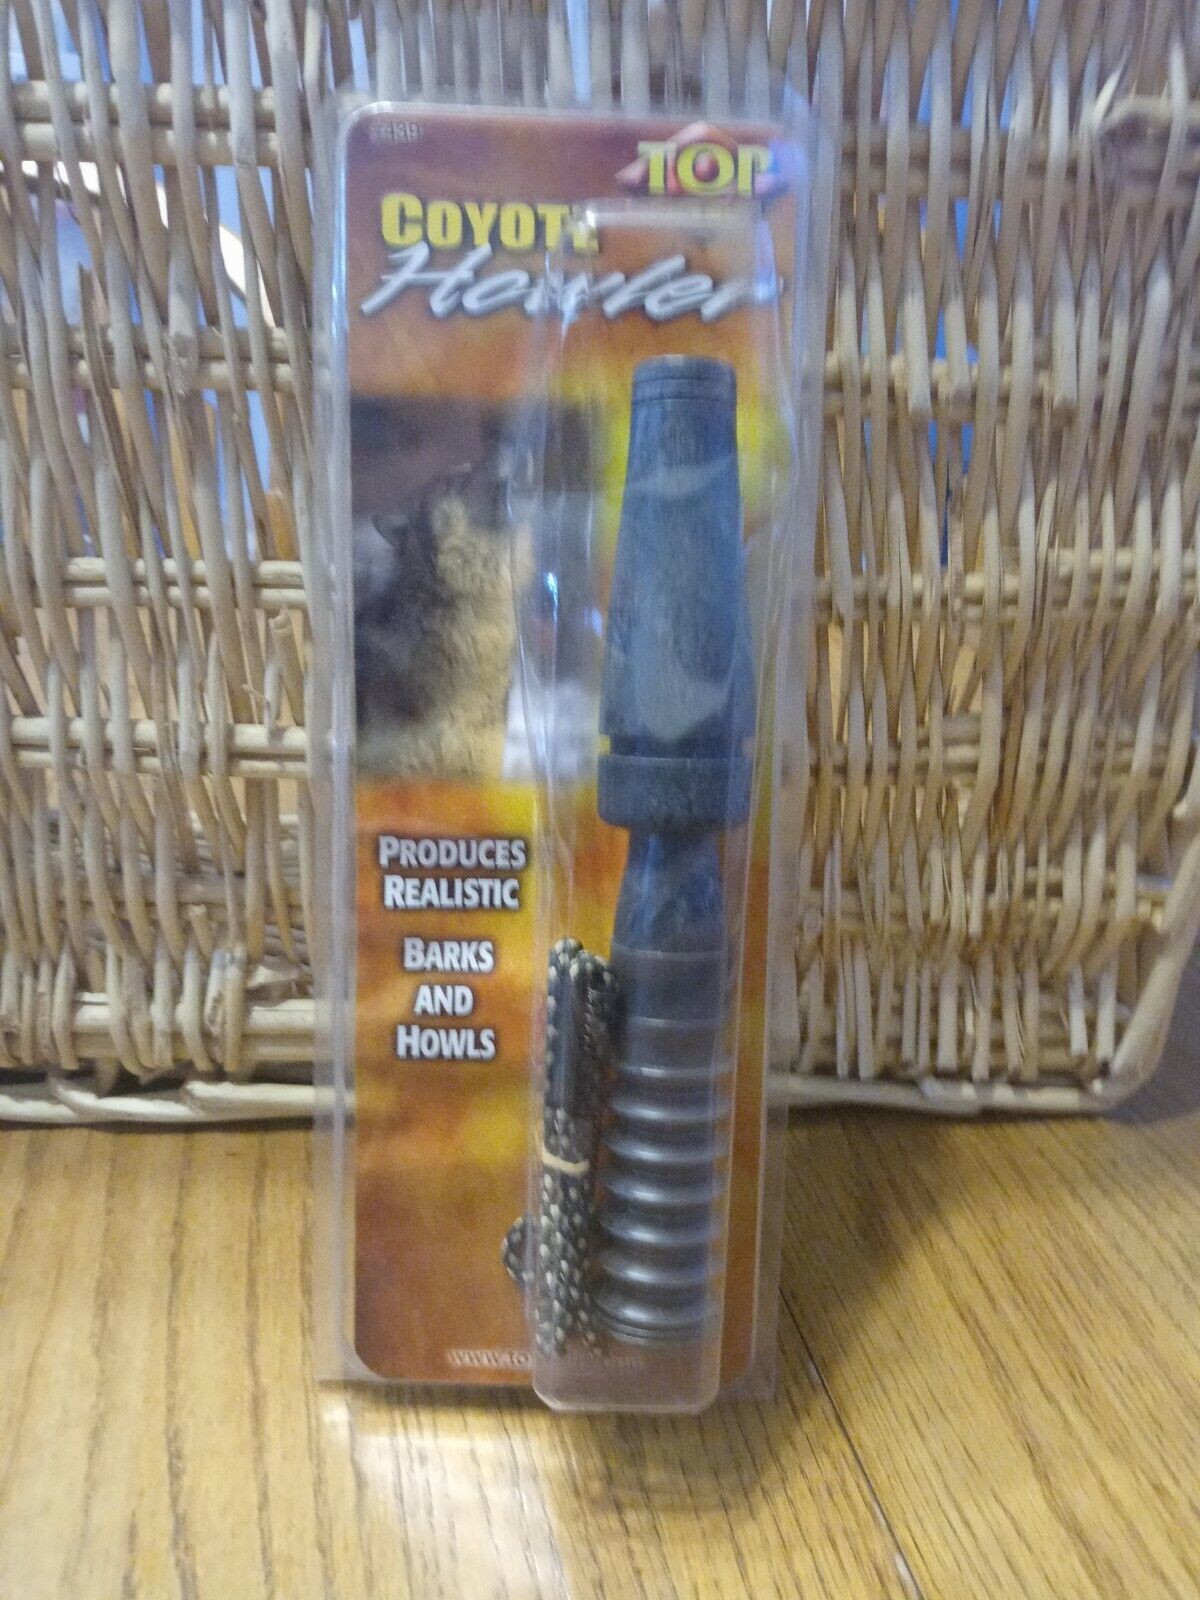 TOP
COYOTE
Howler
PRODUCES
REALISTIC
BARKS
AND
HOWLS